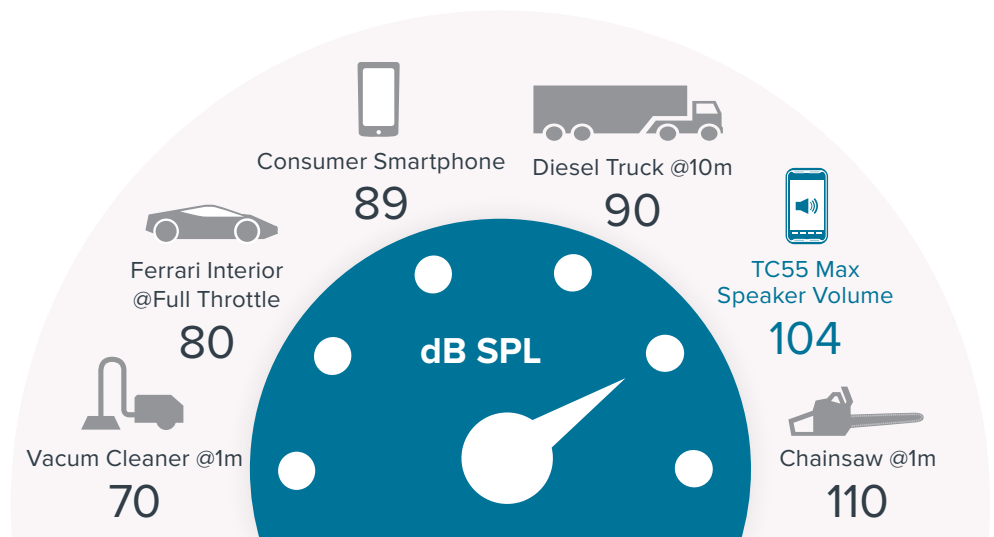 Consumer Smartphone
89
Diesel Truck @10m
90
Ferrari Interior
@Full Throttle
80
TC55 Max
Speaker Volume
104
dB SPL
Vacum Cleaner @1m
70
Chainsaw @1m
110